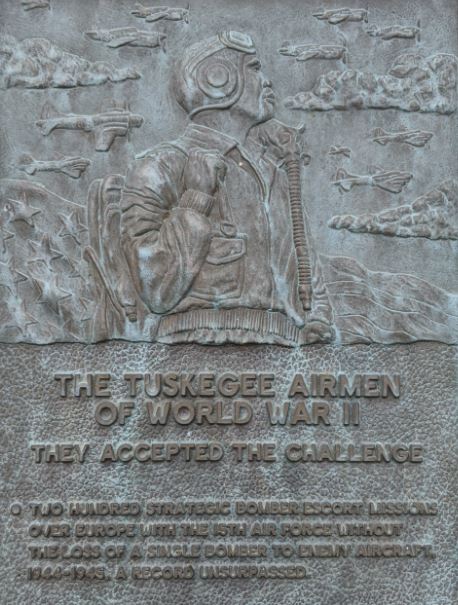 THE TUSKEGEE AIRMEN
OF WORLD WAR II
THEY ACCEPTED THE CHALLENGE
O TWO HUNDRED STRATEGIC BOMBER ESCORT MISSIONS
OVER EUROPE WITH THE 15TH AIR FORCE WITHOUT
THE LOSS OF A SINGLE BOMBER TO ENEMY AIRCRAFT.
1944-1945, A RECORD UNSURPASSED.